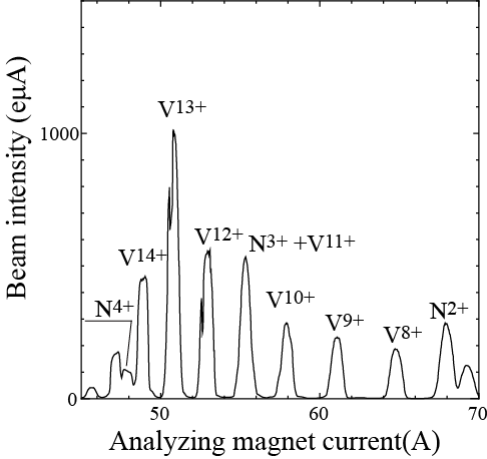 V13+
1000
V12+
N3+ +V11+
V14+
V10+
N4+
N2+
V9+
V8+
0
50
60
70
Analyzing magnet current(A)
Beam intensity (eμA)